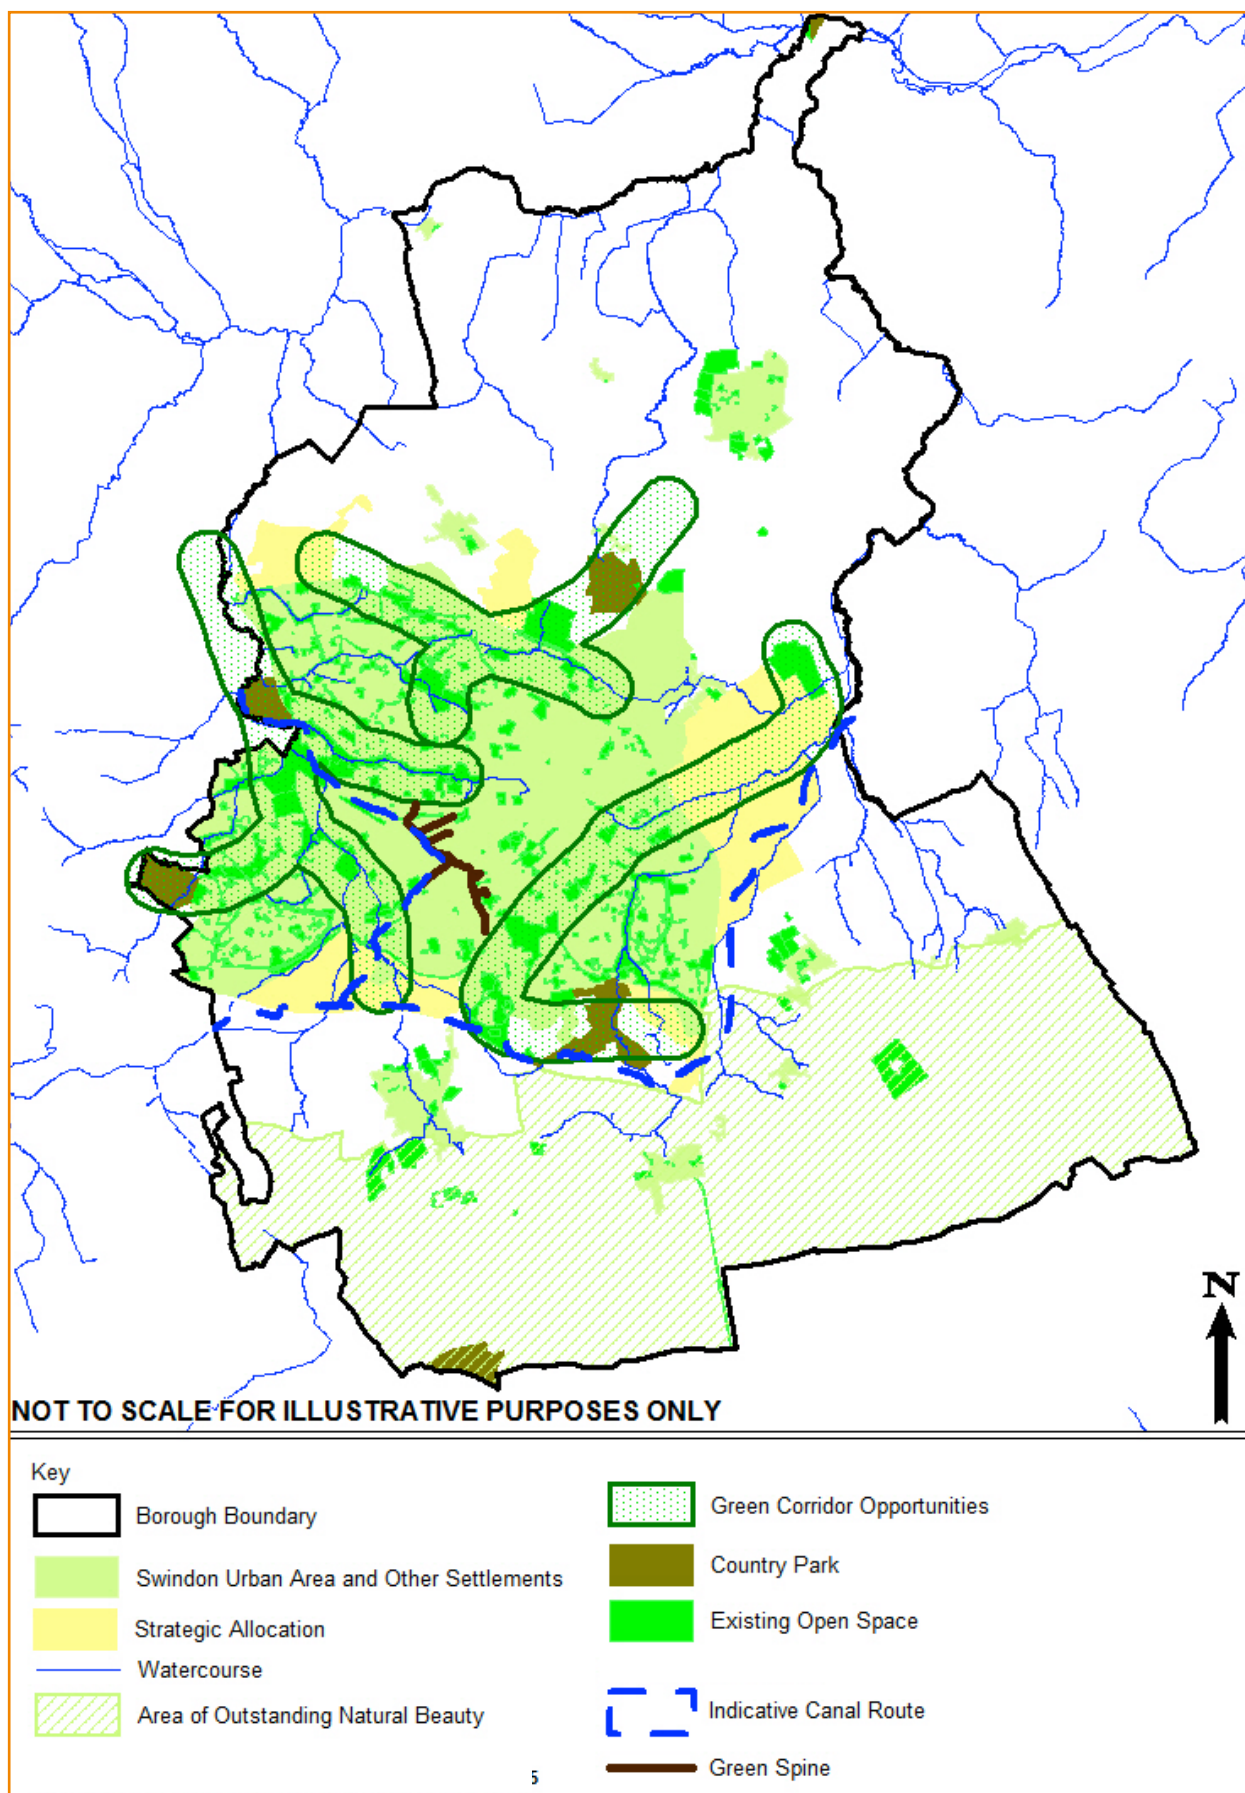 N
NOT TO SCALE FOR ILLUSTRATIVE PURPOSES ONLY
Key
Borough Boundary
Swindon Urban Area and Other Settlements
Strategic Allocation
Watercourse
Area of Outstanding Natural Beauty
Green Corridor Opportunities
Country Park
Existing Open Space
Indicative Canal Route
Green Spine
5